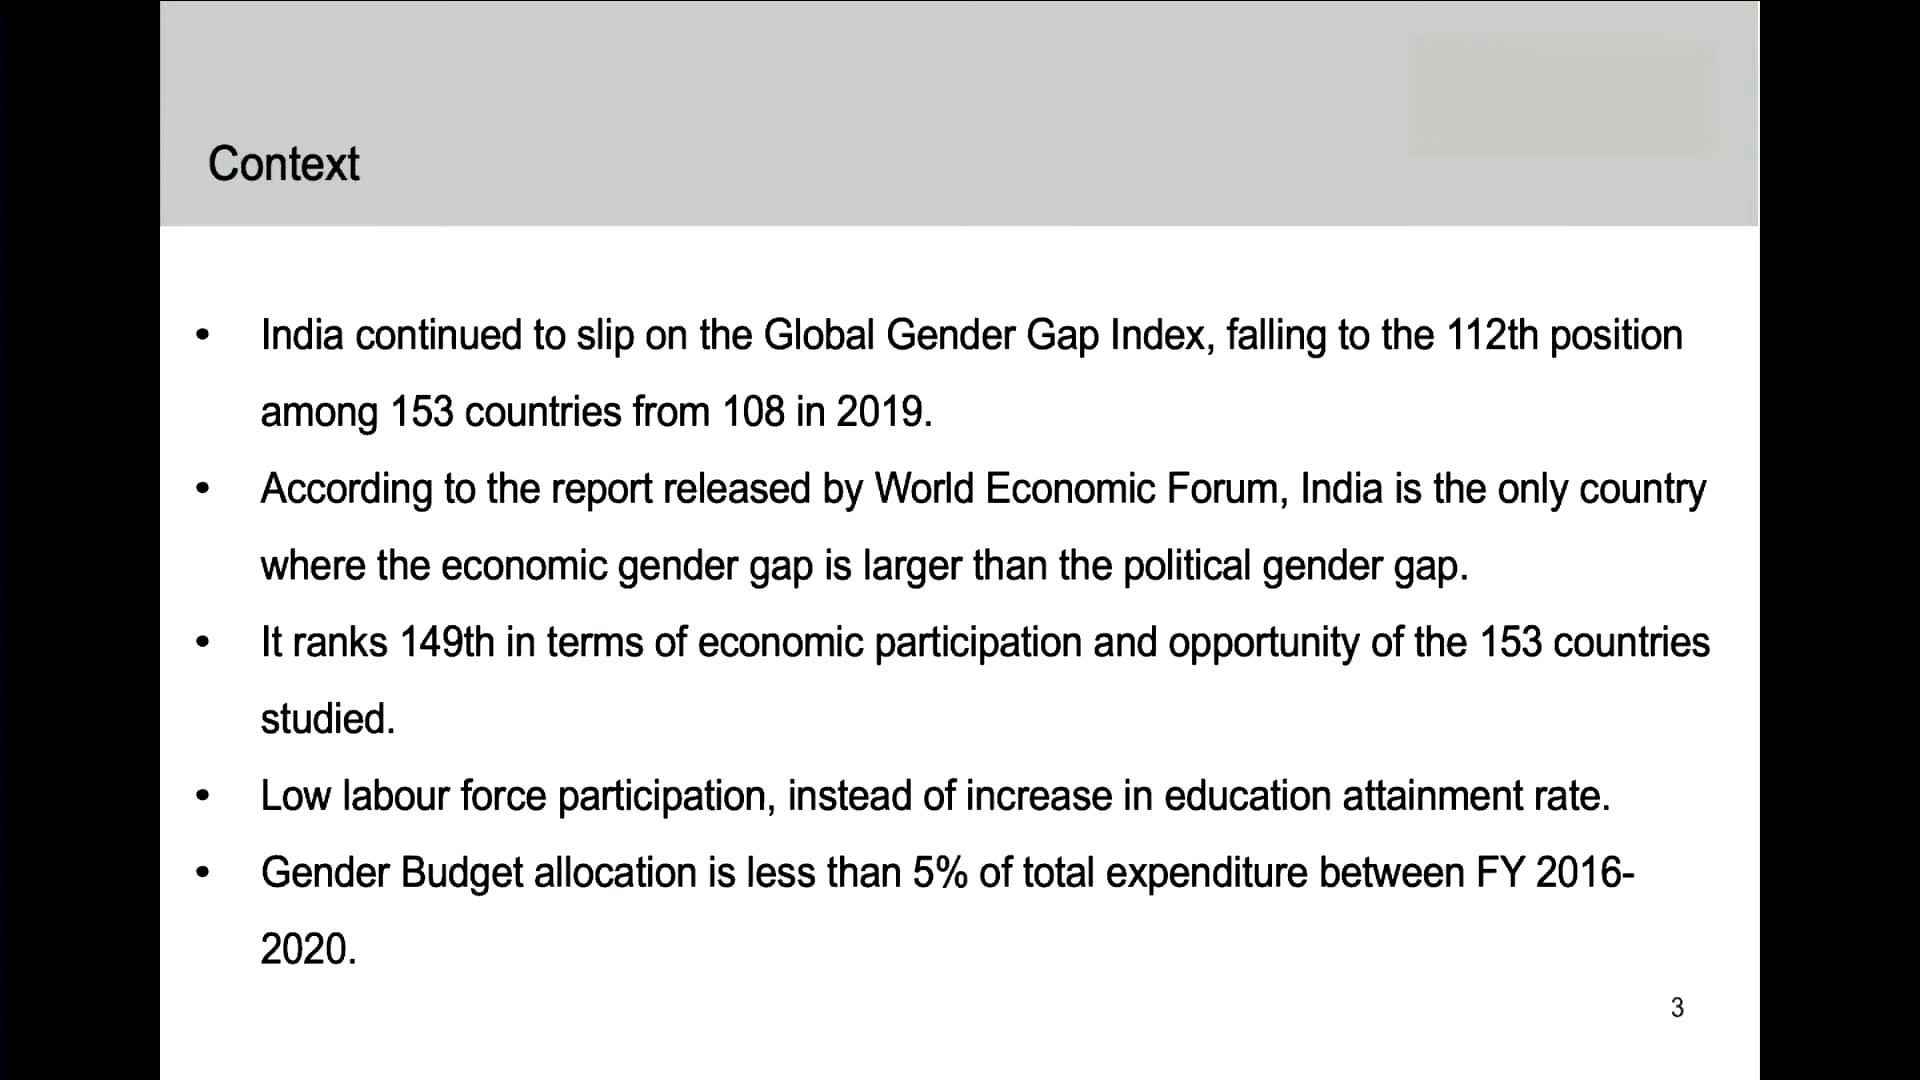 Context
• India continued to slip on the Global Gender Gap Index, falling to the 112th position
among 153 countries from 108 in 2019.
• According to the report released by World Economic Forum, India is the only country
where the economic gender gap is larger than the political gender gap.
• It ranks 149th in terms of economic participation and opportunity of the 153 countries
studied.
• Low labour force participation, instead of increase in education attainment rate.
• Gender Budget allocation is less than 5% of total expenditure between FY 2016-
2020.
3